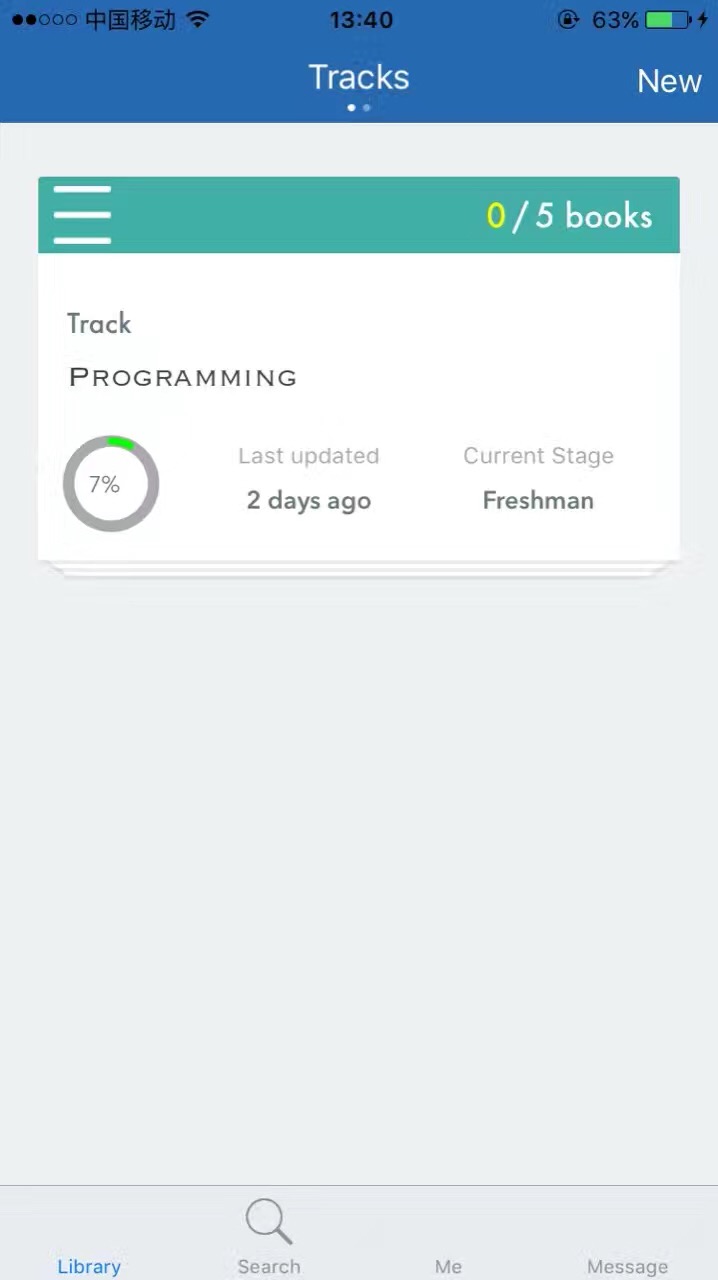 中国移动 13:40 63%
Tracks
New
0 / 5 books
Track
PROGRAMMING
7%
Last updated
2 days ago
Current Stage
Freshman
Library Search Me Message